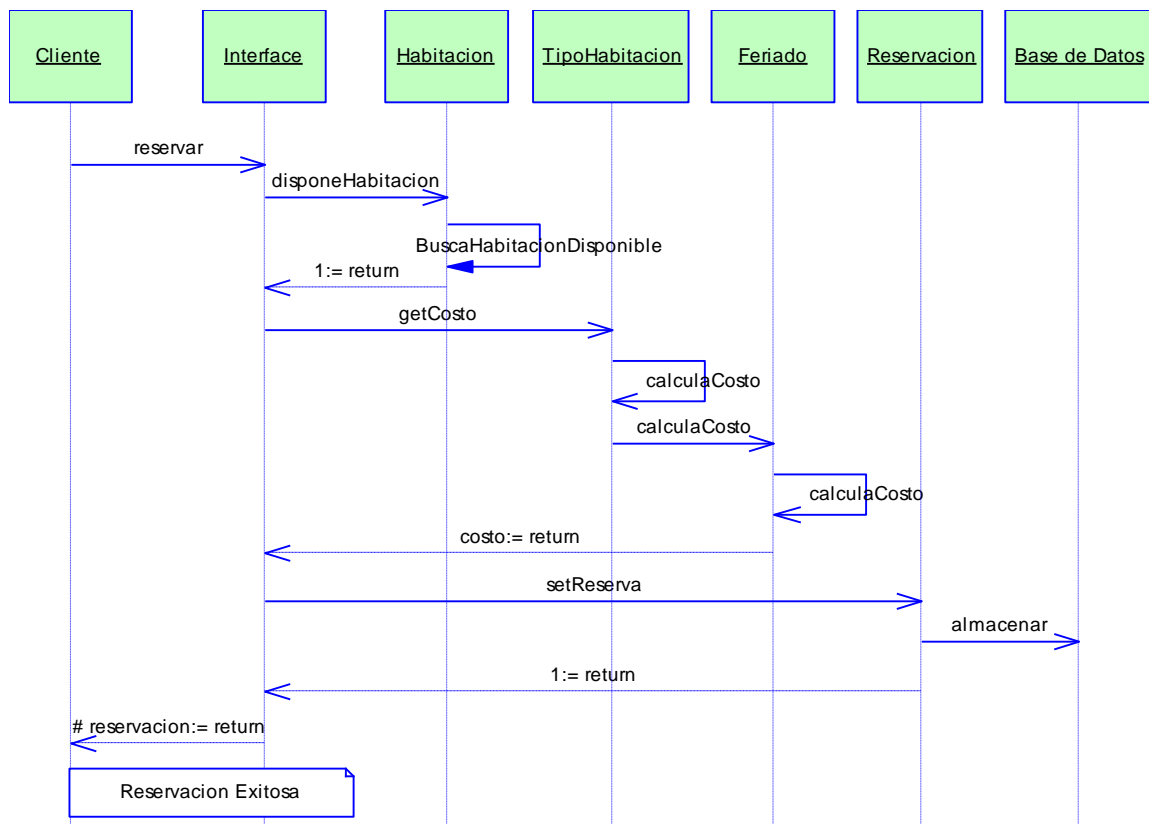 Cliente
Interface
Habitacion
TipoHabitacion
Feriado
Reservacion
Base de Datos
reservar
disponeHabitacion
BuscaHabitacionDisponible
1:= return
getCosto
calculaCosto
calculaCosto
calculaCosto
costo:= return
setReserva
almacenar
1:= return
# reservacion:= return
Reservacion Exitosa